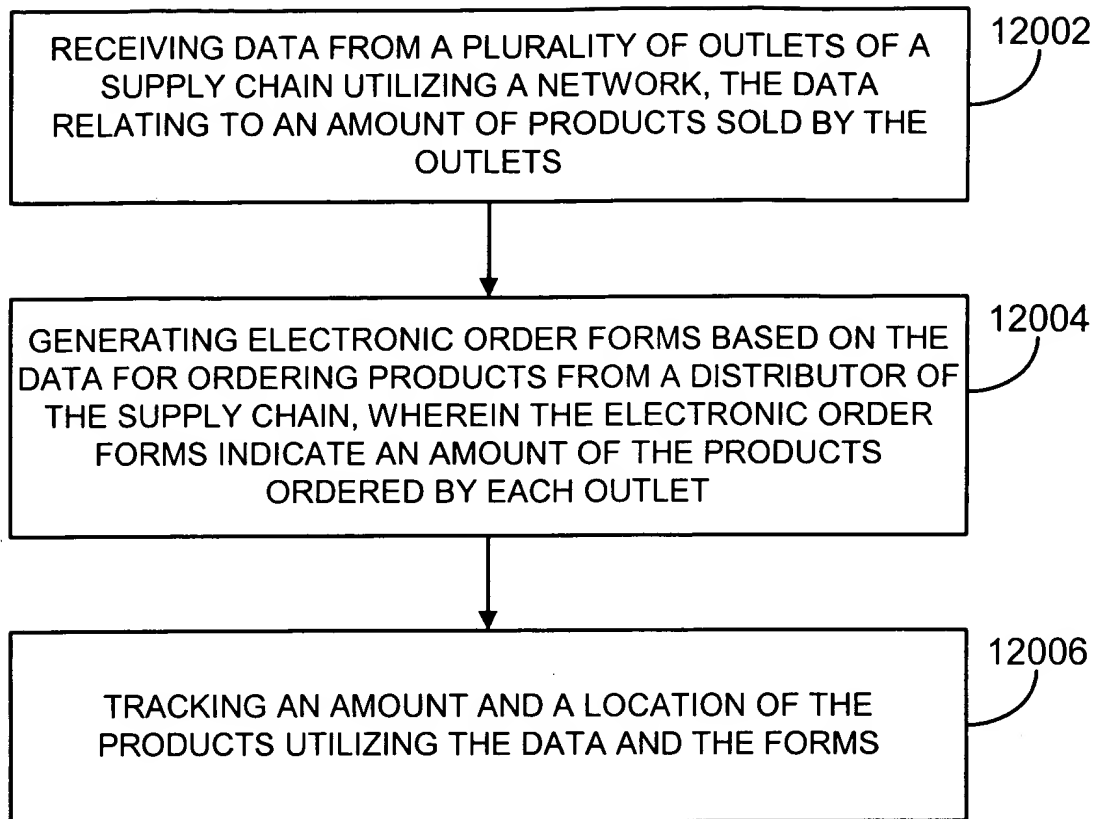 RECEIVING DATA FROM A PLURALITY OF OUTLETS OF A
SUPPLY CHAIN UTILIZING A NETWORK, THE DATA
RELATING TO AN AMOUNT OF PRODUCTS SOLD BY THE
OUTLETS
12002
GENERATING ELECTRONIC ORDER FORMS BASED ON THE
DATA FOR ORDERING PRODUCTS FROM A DISTRIBUTOR OF
THE SUPPLY CHAIN, WHEREIN THE ELECTRONIC ORDER
FORMS INDICATE AN AMOUNT OF THE PRODUCTS
ORDERED BY EACH OUTLET
12004
TRACKING AN AMOUNT AND A LOCATION OF THE
PRODUCTS UTILIZING THE DATA AND THE FORMS
12006